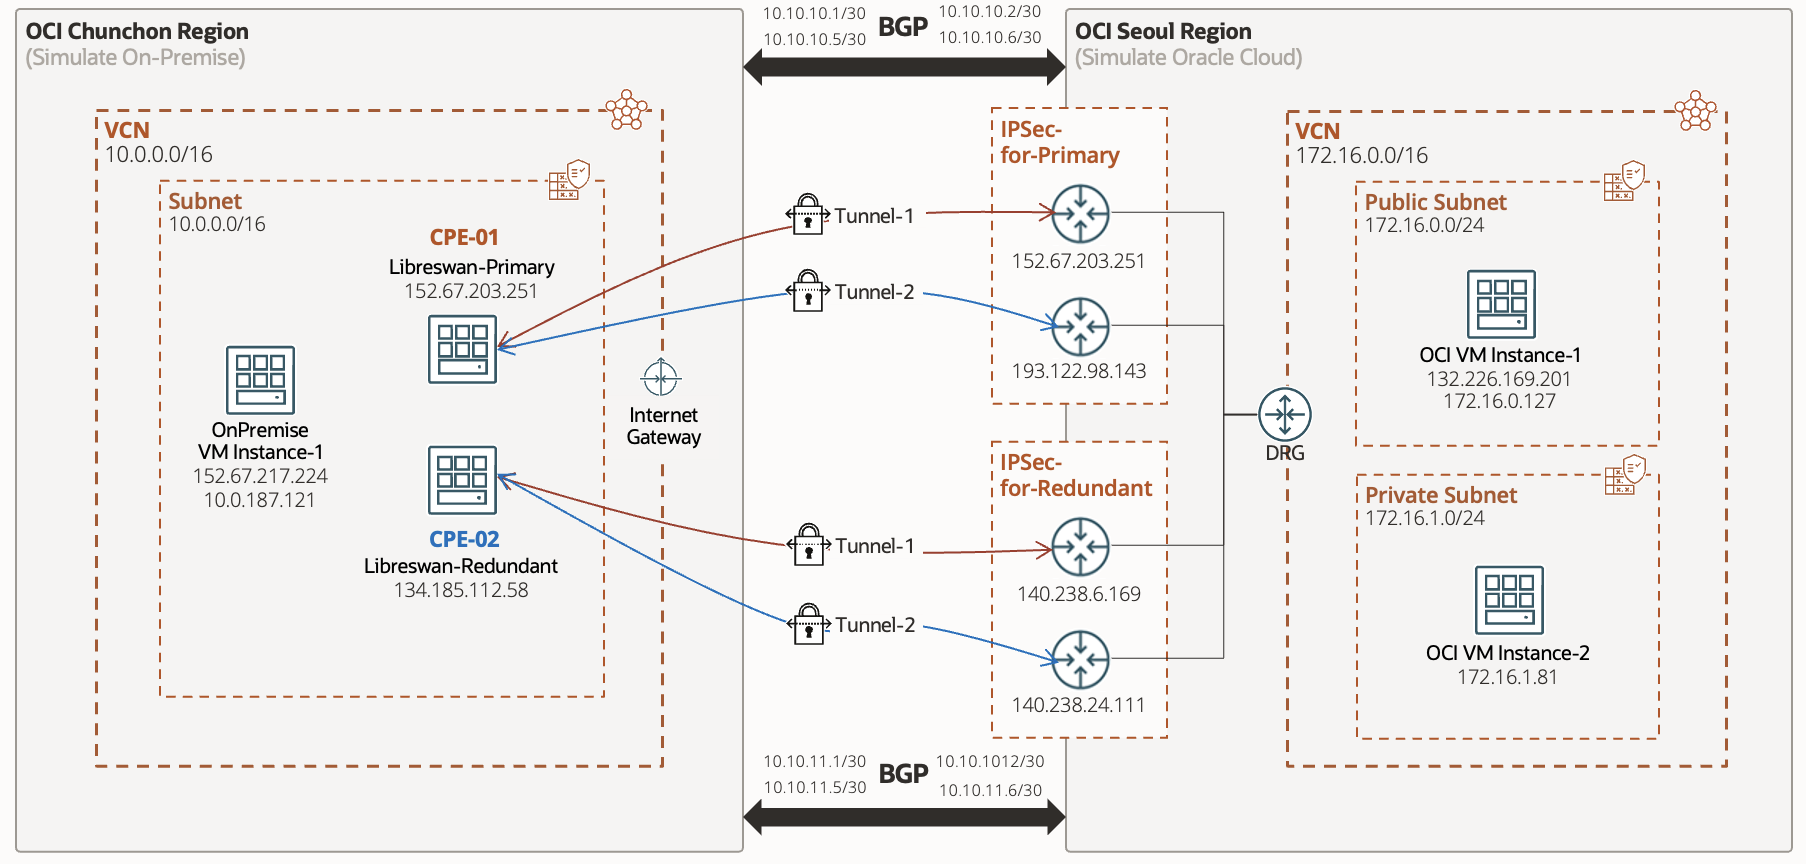 OCI Chunchon Region
(Simulate On-Premise)
10.10.10.1/30
10.10.10.5/30
BGP
10.10.10.2/30
10.10.10.6/30
OCI Seoul Region
(Simulate Oracle Cloud)
VCN
10.0.0.0/16
Subnet
10.0.0.0/16
CPE-01
Libreswan-Primary
152.67.203.251
OnPremise
VM Instance-1
152.67.217.224
10.0.187.121
CPE-02
Libreswan-Redundant
134.185.112.58
Internet
Gateway
Tunnel-1
Tunnel-2
Tunnel-1
Tunnel-2
IPSec-
for-Primary
152.67.203.251
193.122.98.143
IPSec-
for-Redundant
140.238.6.169
140.238.24.111
DRG
VCN
172.16.0.0/16
Public Subnet
172.16.0.0/24
OCI VM Instance-1
132.226.169.201
172.16.0.127
Private Subnet
172.16.1.0/24
OCI VM Instance-2
172.16.1.81
10.10.11.1/30
10.10.11.5/30
BGP
10.10.1012/30
10.10.11.6/30